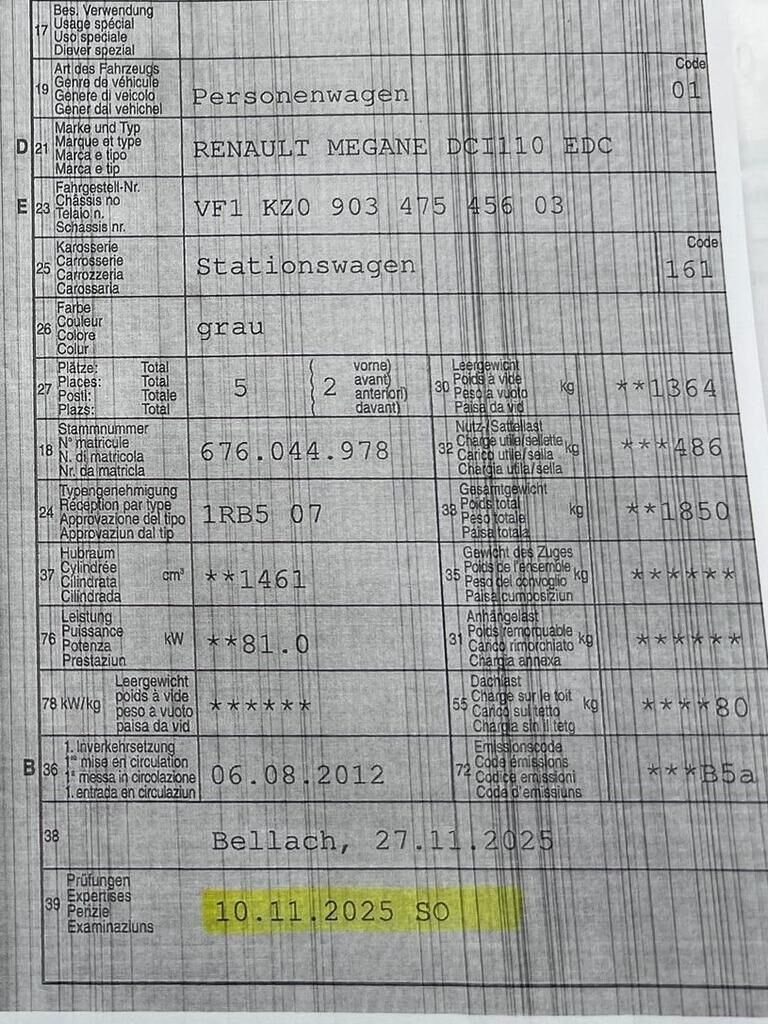 17 Bes. Verwendung
Usage spécial
Uso speciale
Diever spezial
19 Art des Fahrzeugs
Genre de véhicule
Genere di veicolo
Gener dal vehichel
Personenwagen
Code
01
D 21 Marke und Typ
Marque et type
Marca e tipo
Marca e tip
RENAULT MEGANE DCI110 EDC
E 23 Fahrgestell-Nr.
Châssis no
Telaio n.
Schassis nr.
VF1 KZ0 903 475 456 03
25 Karosserie
Carrosserie
Carrozzeria
Carossaria
Stationswagen
Code
161
26 Farbe
Couleur
Colore
Colur
grau
27 Plätze: Total
Places: Total
Posti: Totale
Plazs: Total
5
( 2 vorne)
avant)
anteriori)
davant)
30 Leergewicht
Poids à vide
Peso a vuoto
Paisa da vid
kg
**1364
18 Stammnummer
N° matricule
N. di matricola
Nr. da matricla
676.044.978
32 Nutz-/Sattellast
Charge utile/sellette
Carico utile/sella
Chargia utila/sella
kg
***486
24 Typengenehmigung
Réception par type
Approvazione del tipo
Approvaziun dal tip
1RB5 07
33 Gesamtgewicht
Poids total
Peso totale
Paisa totala
kg
**1850
37 Hubraum
Cylindrée
Cilindrata
Cilindrada
cm³
**1461
35 Gewicht des Zuges
Poids de l'ensemble
Peso del convoglio
Paisa cumposiziun
kg
******
76 Leistung
Puissance
Potenza
Prestaziun
kW
**81.0
31 Anhängelast
Poids remorquable
Carico rimorchiato
Chargia annexa
kg
******
78 kW/kg Leergewicht
poids à vide
peso a vuoto
paisa da vid
******
55 Dachlast
Charge sur le toit
Carico sul tetto
Chargia sin il tetg
kg
****80
B 36 1. Inverkehrsetzung
1re mise en circulation
1a messa in circolazione
1. entrada en circulaziun
06.08.2012
72 Emissionscode
Code émissions
Codice emissioni
Code d'emissiuns
***B5a
38
Bellach, 27.11.2025
39 Prüfungen
Expertises
Perizie
Examinaziuns
10.11.2025 SO